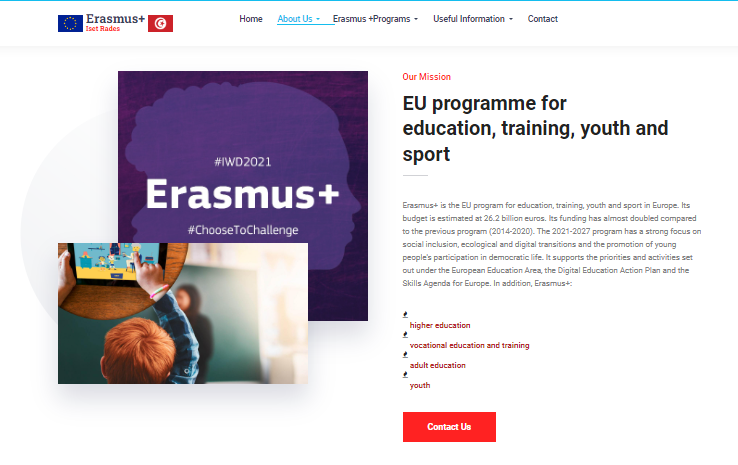 Erasmus+
Iset Rades
Home About Us Erasmus +Programs Useful Information Contact
#IWD2021
Erasmus+
#ChooseToChallenge
Our Mission
EU programme for
education, training, youth and
sport
Erasmus+ is the EU program for education, training, youth and sport in Europe. Its
budget is estimated at 26.2 billion euros. Its funding has almost doubled compared
to the previous program (2014-2020). The 2021-2027 program has a strong focus on
social inclusion, ecological and digital transitions and the promotion of young
people's participation in democratic life. It supports the priorities and activities set
out under the European Education Area, the Digital Education Action Plan and the
Skills Agenda for Europe. In addition, Erasmus+:
higher education
vocational education and training
adult education
youth
Contact Us